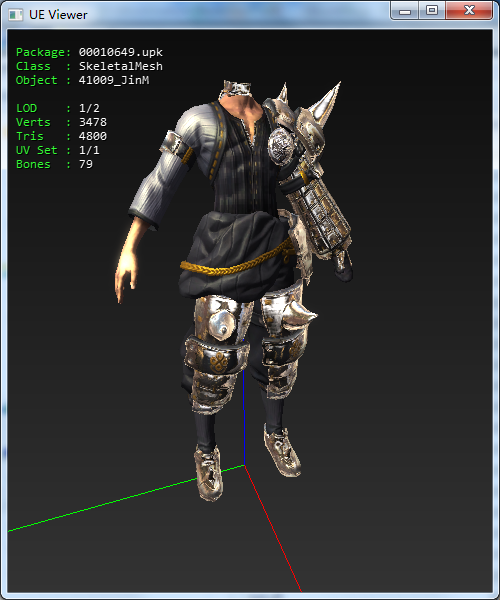 UE Viewer
Package: 00010649.upk
Class : SkeletalMesh
Object : 41009_JinM
LOD : 1/2
Verts : 3478
Tris : 4800
UV Set : 1/1
Bones : 79